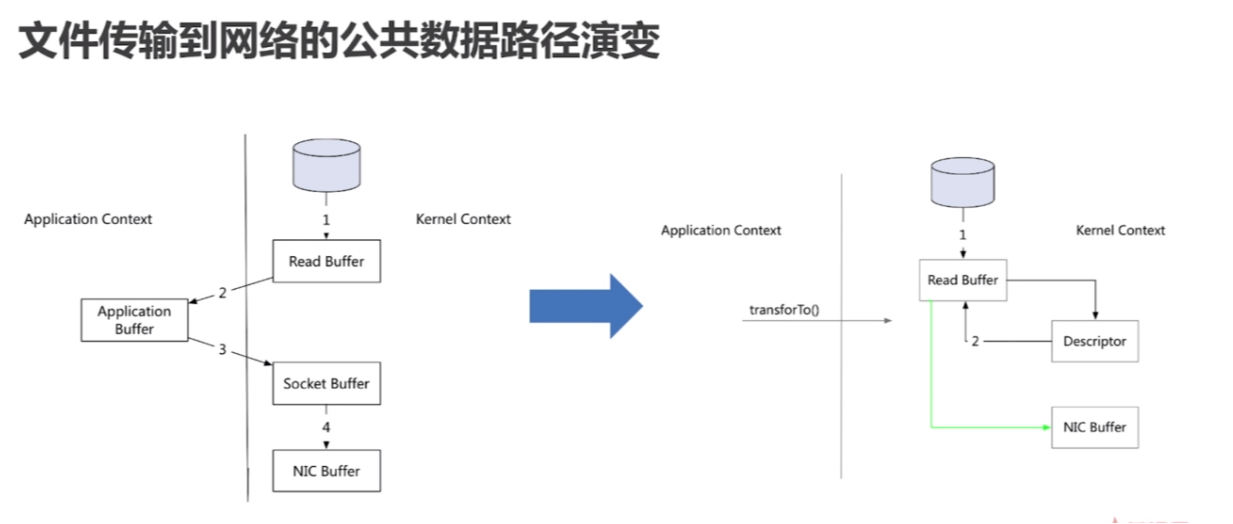 文件传输到网络的公共数据路径演变
Application Context
Kernel Context
1
Read Buffer
2
Application
Buffer
3
Socket Buffer
4
NIC Buffer
Application Context
Kernel Context
1
Read Buffer
transforTo()
2
Descriptor
NIC Buffer